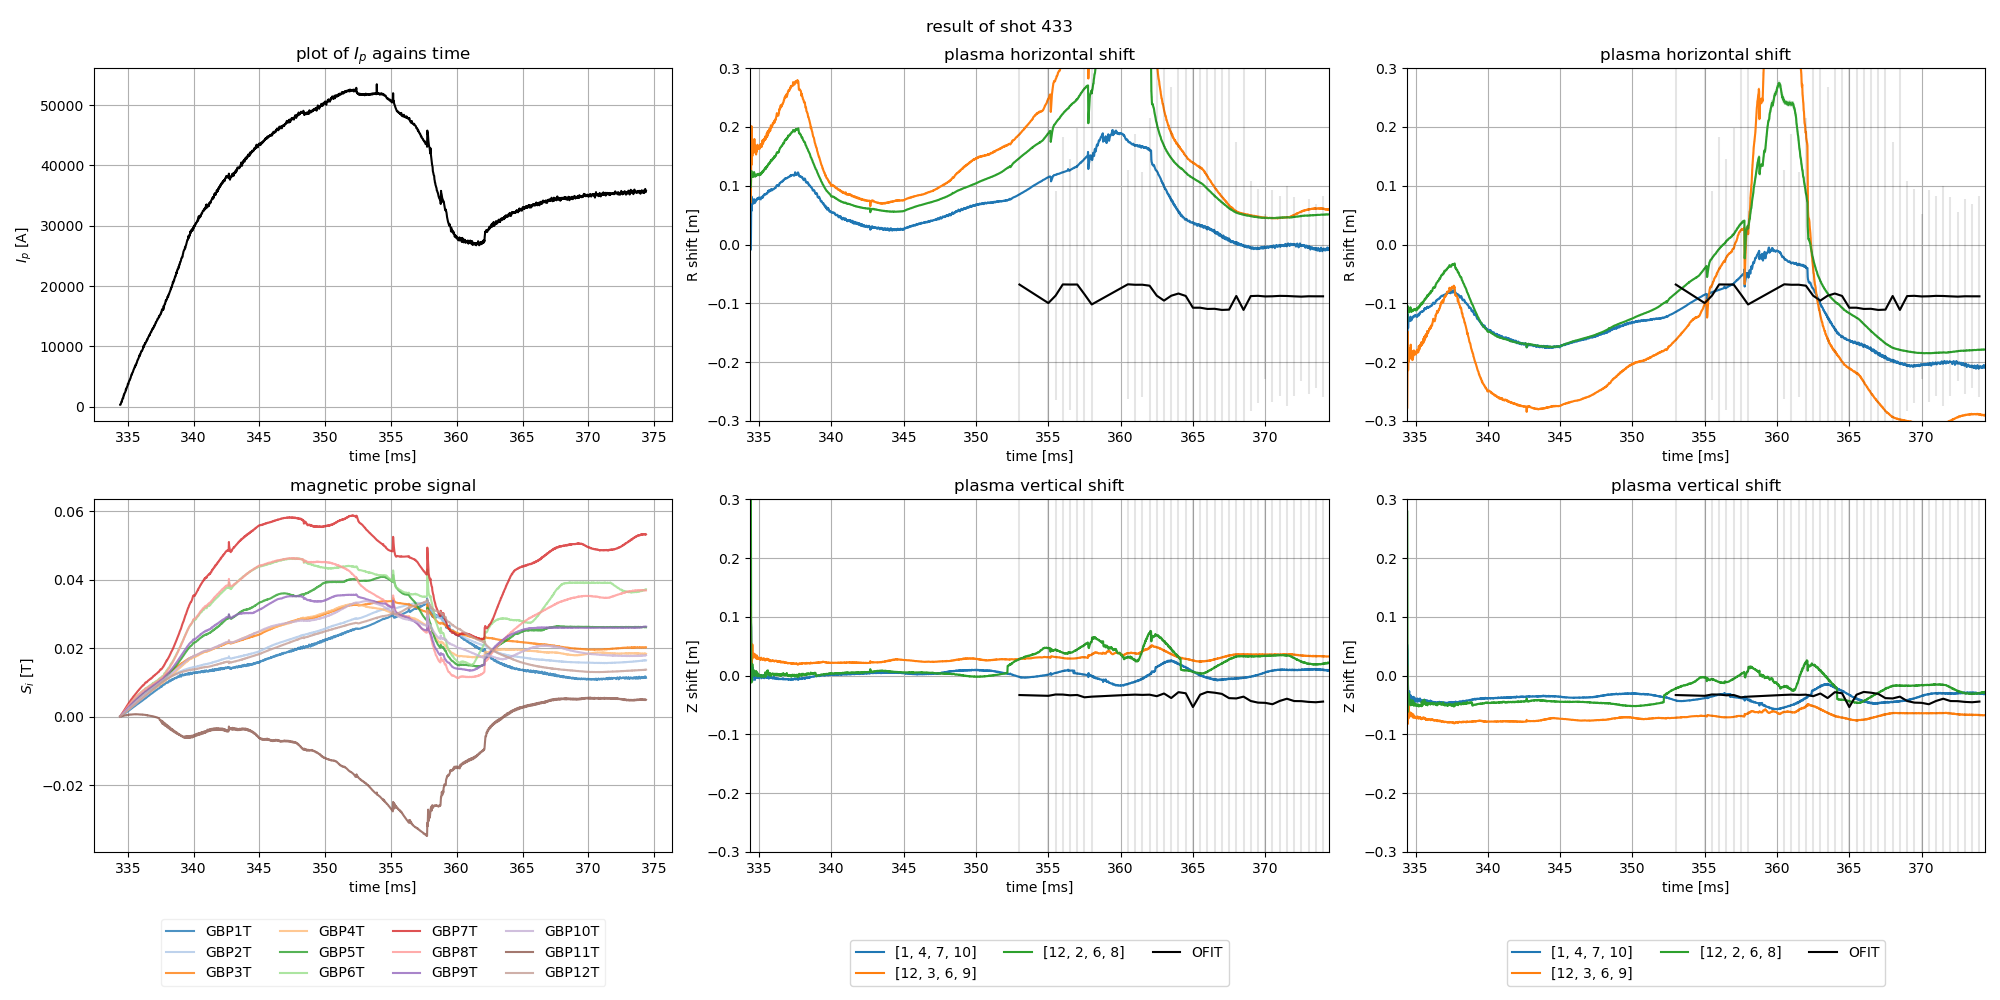 result of shot 433
plot of I_p agains time
50000
40000
30000
20000
10000
0
I_p [A]
335 340 345 350 355 360 365 370 375
time [ms]
plasma horizontal shift
0.3
0.2
0.1
0.0
−0.1
−0.2
−0.3
R shift [m]
335 340 345 350 355 360 365 370
time [ms]
plasma horizontal shift
0.3
0.2
0.1
0.0
−0.1
−0.2
−0.3
R shift [m]
335 340 345 350 355 360 365 370
time [ms]
magnetic probe signal
0.06
0.04
0.02
0.00
−0.02
S_i [T]
335 340 345 350 355 360 365 370 375
time [ms]
GBP1T GBP4T GBP7T GBP10T
GBP2T GBP5T GBP8T GBP11T
GBP3T GBP6T GBP9T GBP12T
plasma vertical shift
0.3
0.2
0.1
0.0
−0.1
−0.2
−0.3
Z shift [m]
335 340 345 350 355 360 365 370
time [ms]
[1, 4, 7, 10] [12, 2, 6, 8] OFIT
[12, 3, 6, 9]
plasma vertical shift
0.3
0.2
0.1
0.0
−0.1
−0.2
−0.3
Z shift [m]
335 340 345 350 355 360 365 370
time [ms]
[1, 4, 7, 10] [12, 2, 6, 8] OFIT
[12, 3, 6, 9]